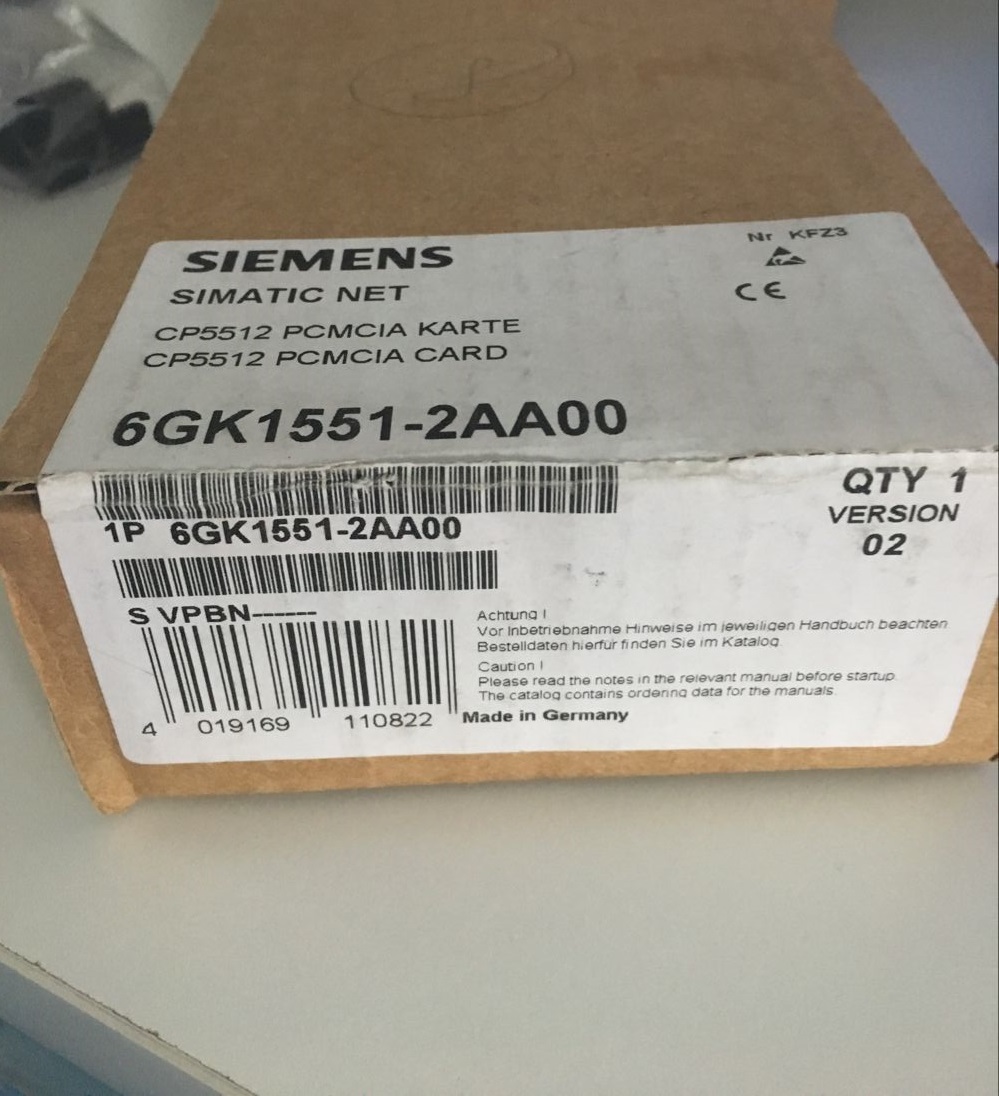 SIEMENS
Nr KFZ3
SIMATIC NET
CE
CP5512 PCMCIA KARTE
CP5512 PCMCIA CARD
6GK1551-2AA00
QTY 1
VERSION
02
1P 6GK1551-2AA00
S VPBN------
Achtung !
Vor Inbetriebnahme Hinweise im jeweiligen Handbuch beachten
Bestelldaten hierfür finden Sie im Katalog.
Caution !
Please read the notes in the relevant manual before startup.
The catalog contains ordering data for the manuals.
Made in Germany
4 019169 110822